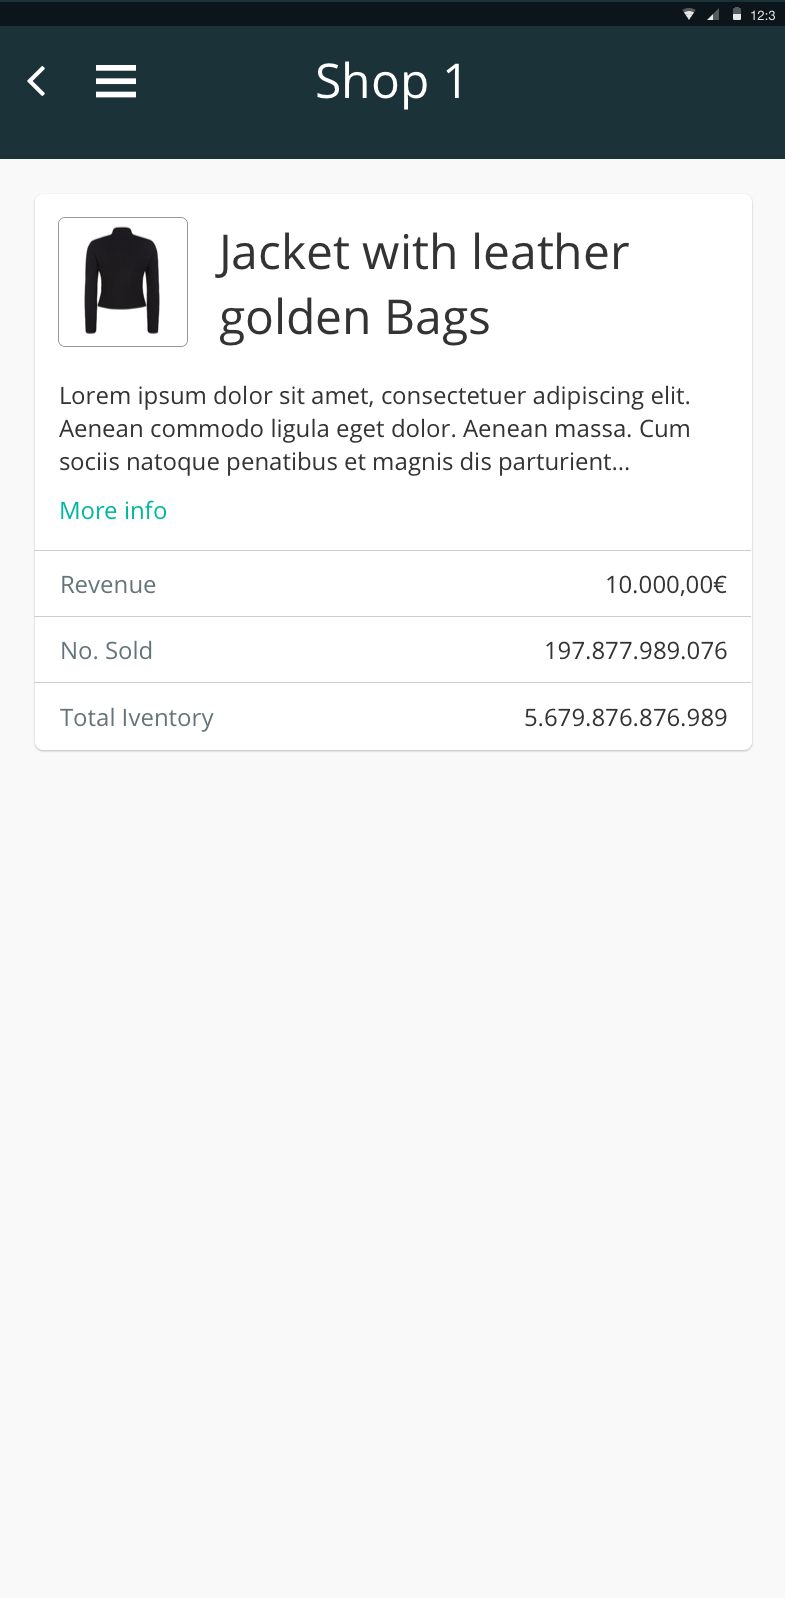 12:3
Shop 1
Jacket with leather
golden Bags
Lorem ipsum dolor sit amet, consectetuer adipiscing elit.
Aenean commodo ligula eget dolor. Aenean massa. Cum
sociis natoque penatibus et magnis dis parturient...
More info
Revenue 10.000,00€
No. Sold 197.877.989.076
Total Iventory 5.679.876.876.989